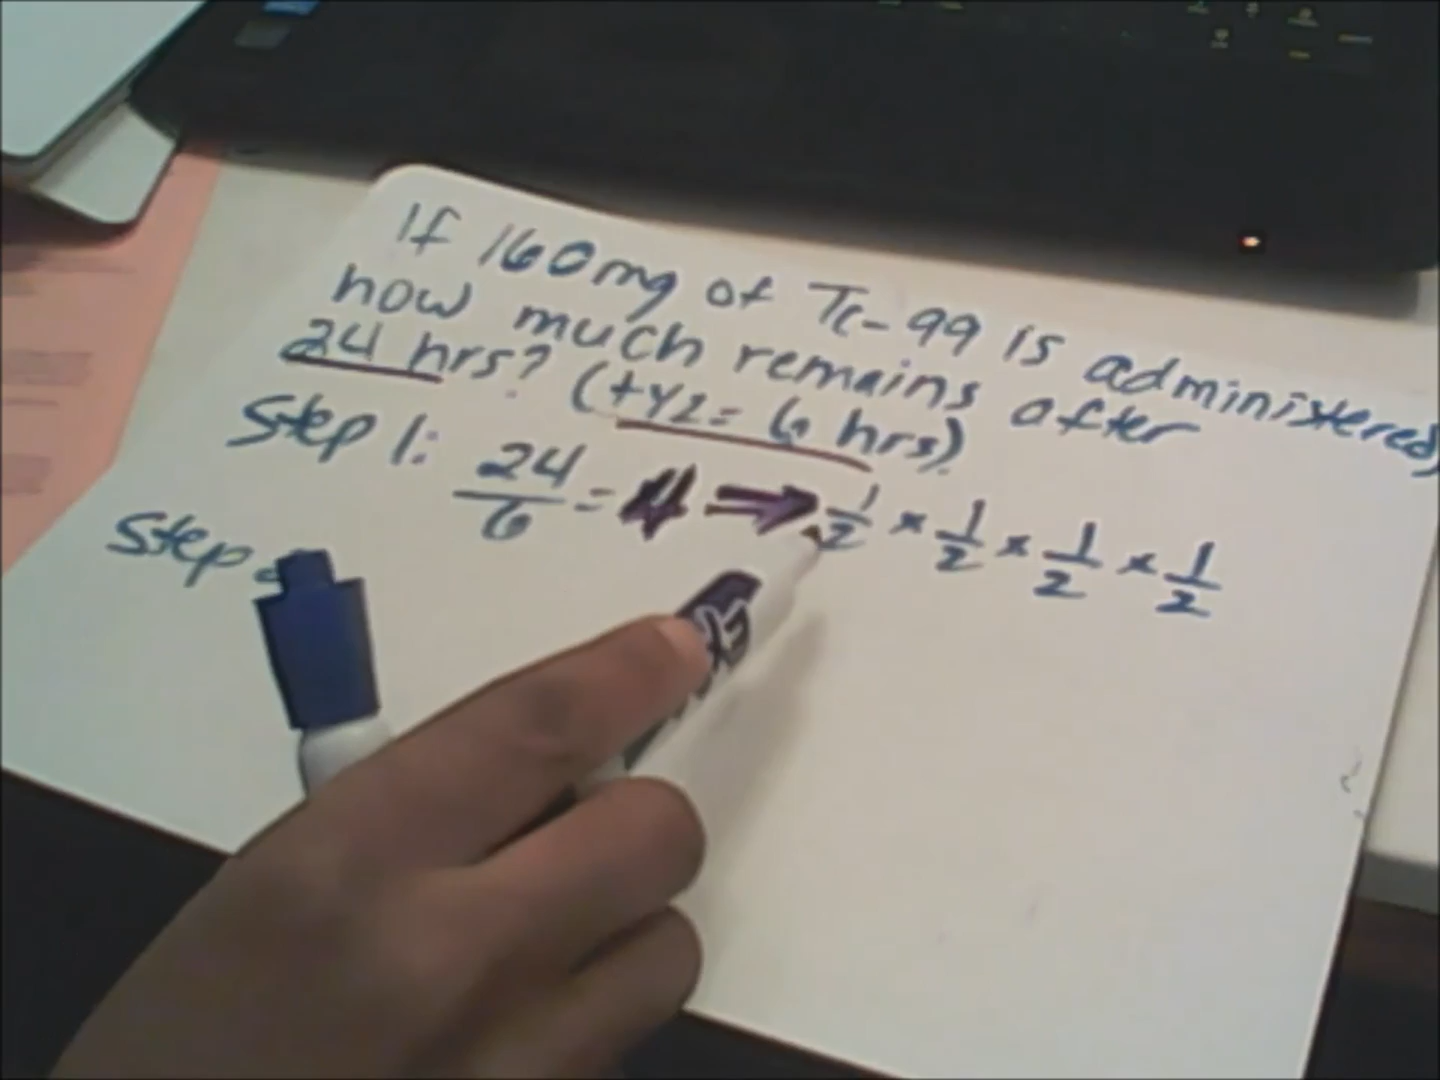 If 160mg of Tc-99 is administered,
how much remains after
24 hrs? (t 1/2 = 6 hrs).
Step 1: 24/6 = 4 ⇒ 1/2 × 1/2 × 1/2 × 1/2
Step